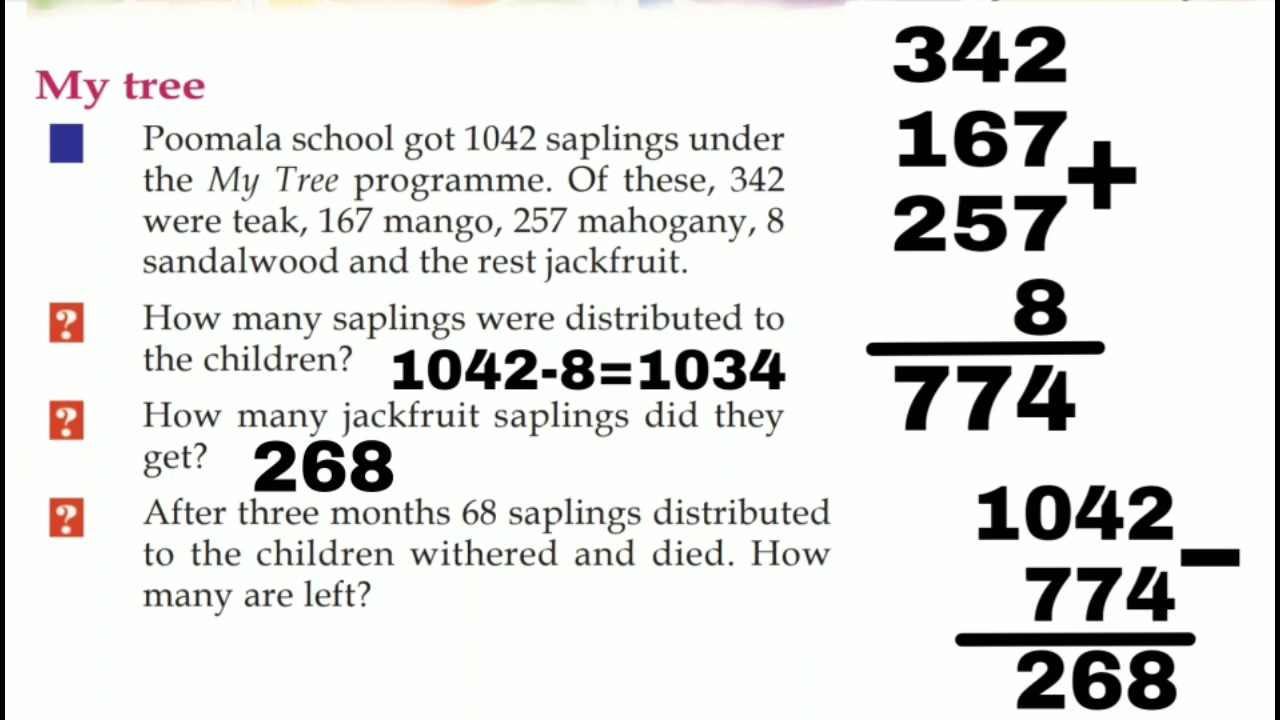 My tree
Poomala school got 1042 saplings under
the My Tree programme. Of these, 342
were teak, 167 mango, 257 mahogany, 8
sandalwood and the rest jackfruit.
? How many saplings were distributed to
the children? 1042-8=1034
? How many jackfruit saplings did they
get? 268
? After three months 68 saplings distributed
to the children withered and died. How
many are left?
342
167 +
257
8
774
1042 -
774
268